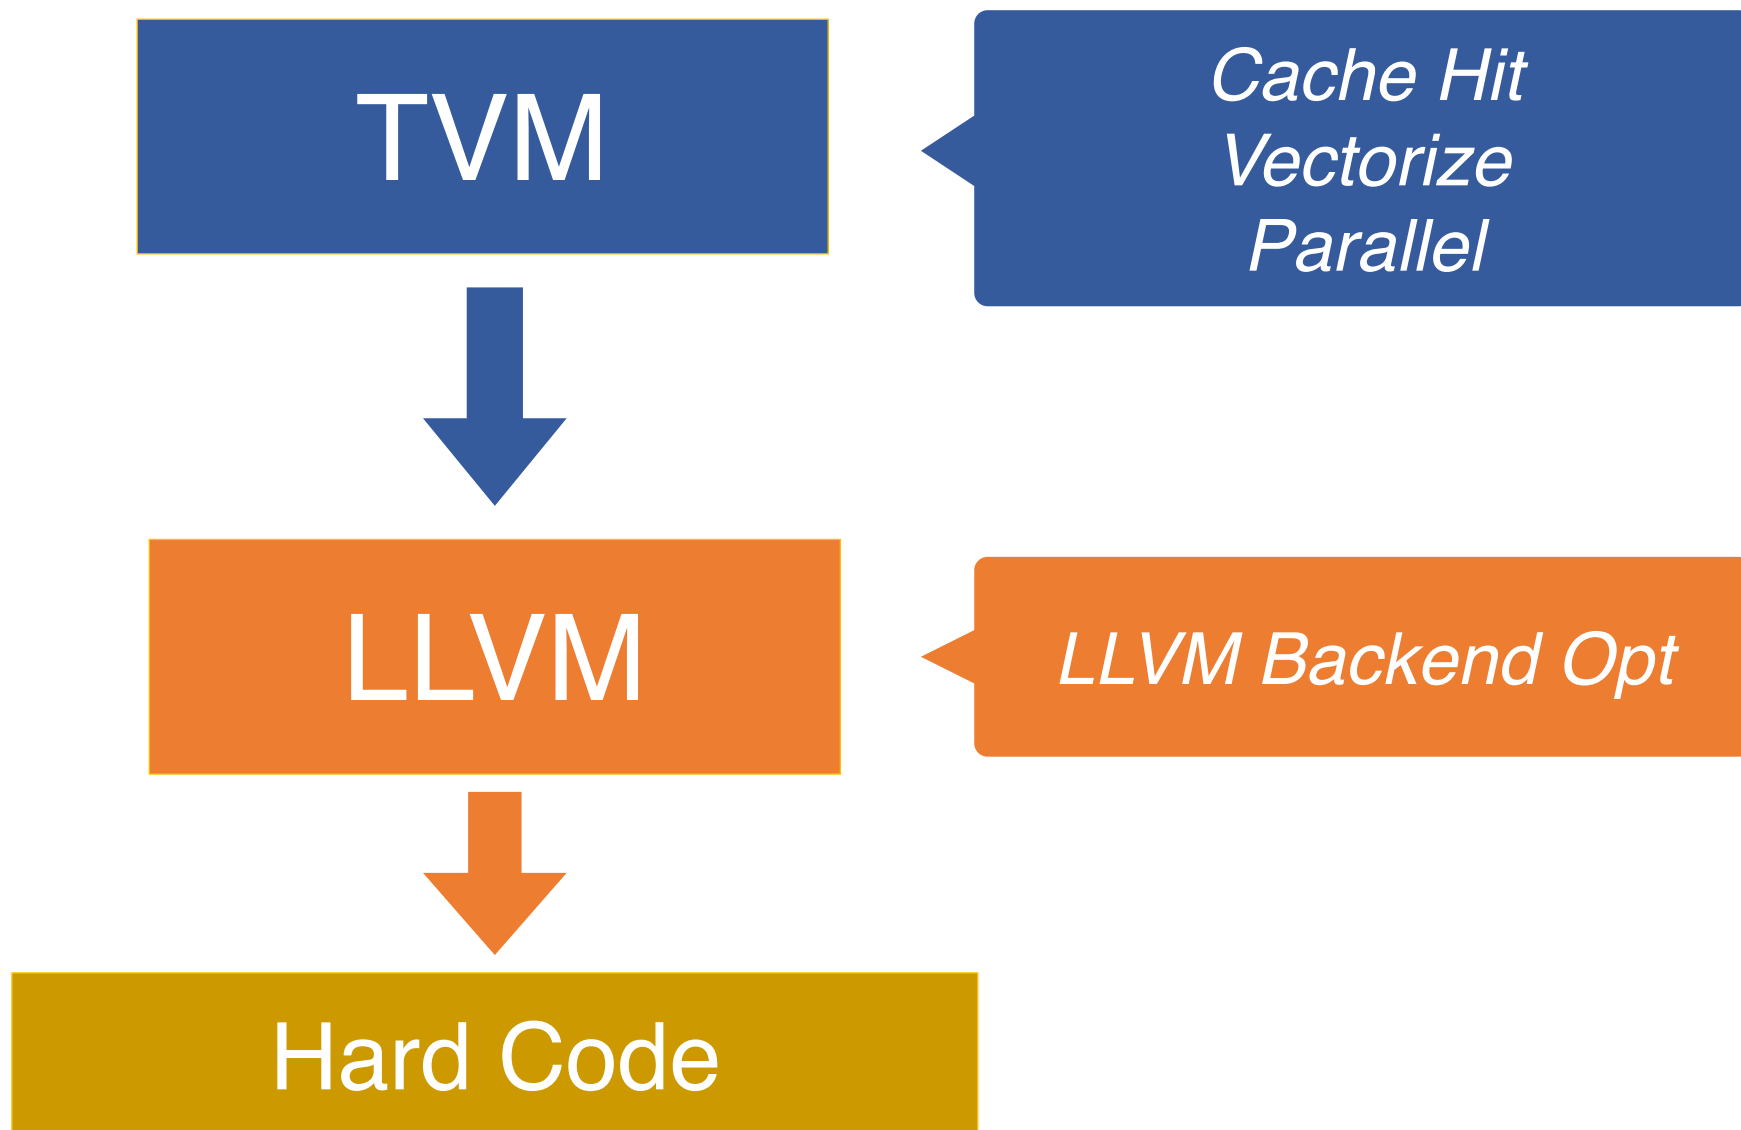 TVM
Cache Hit
Vectorize
Parallel
LLVM
LLVM Backend Opt
Hard Code